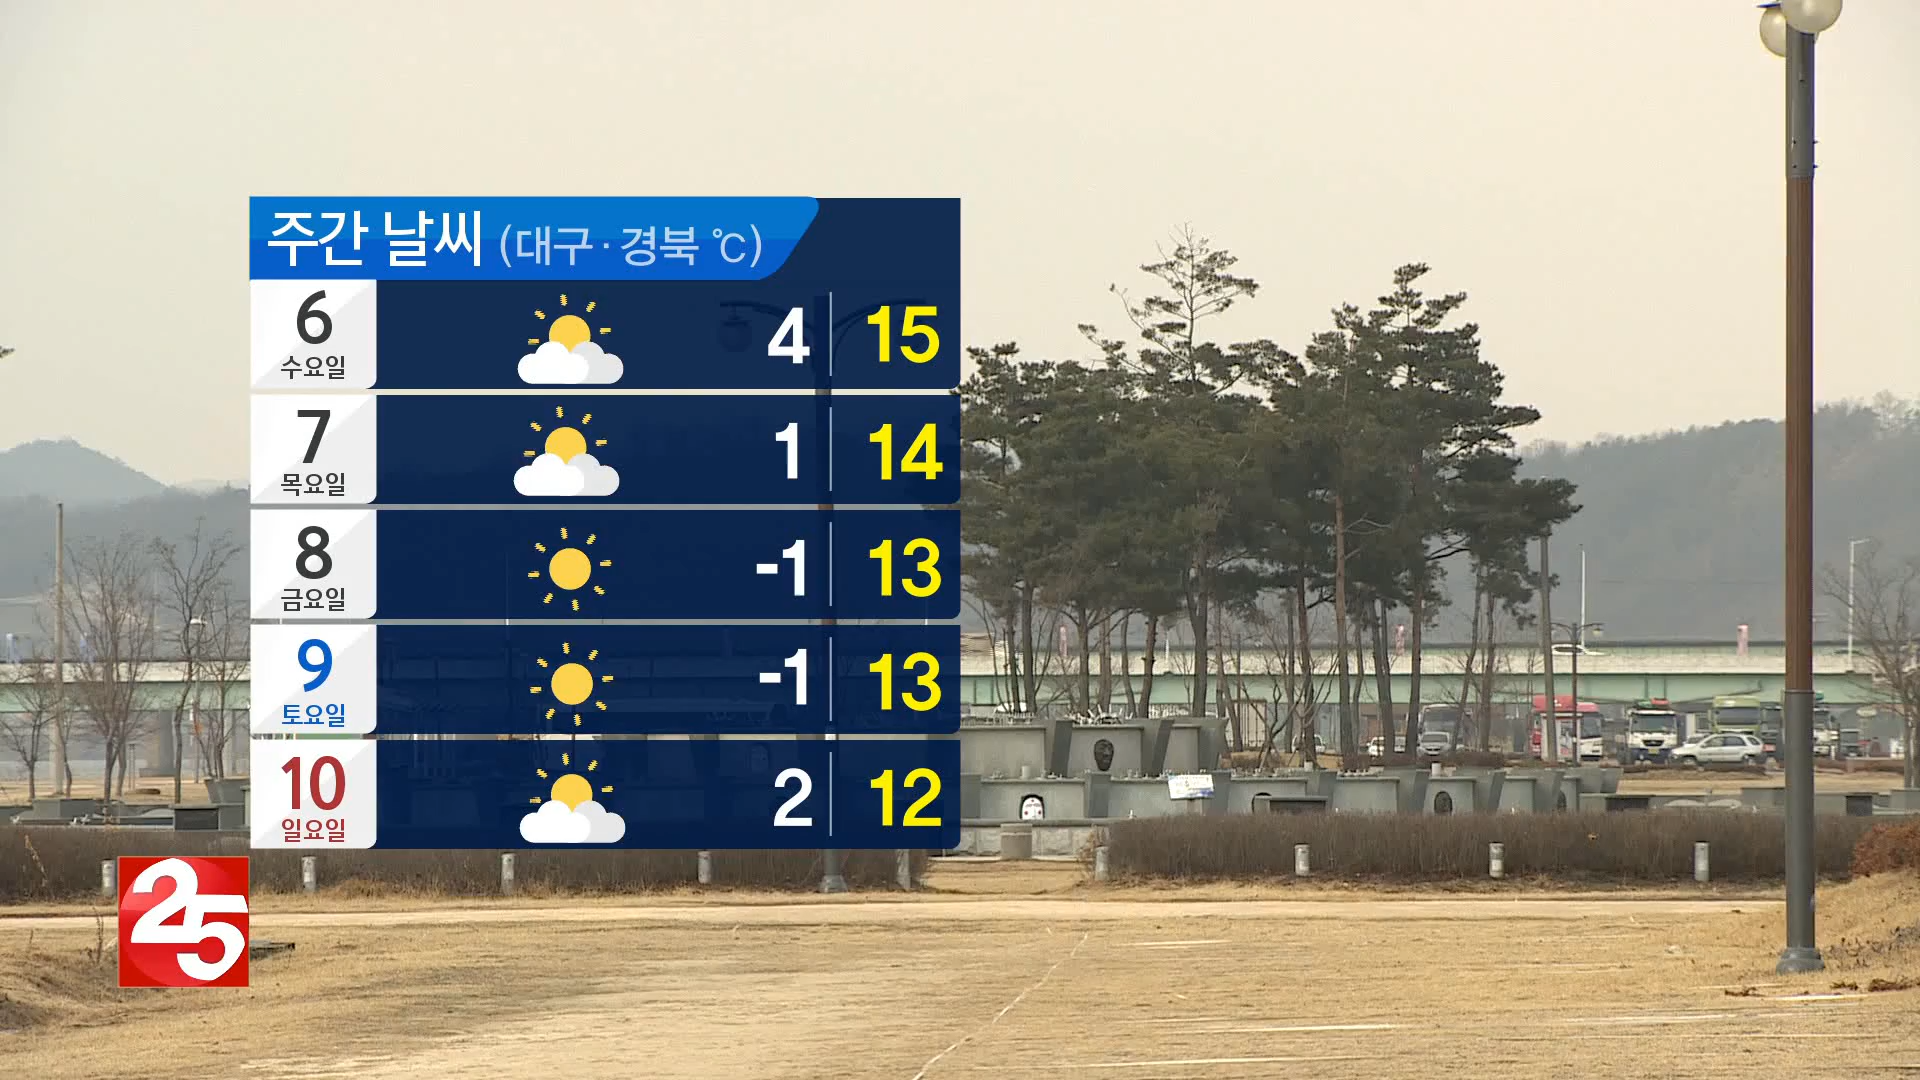 주간 날씨 (대구·경북 ℃)
6 수요일 4 15
7 목요일 1 14
8 금요일 -1 13
9 토요일 -1 13
10 일요일 2 12
25